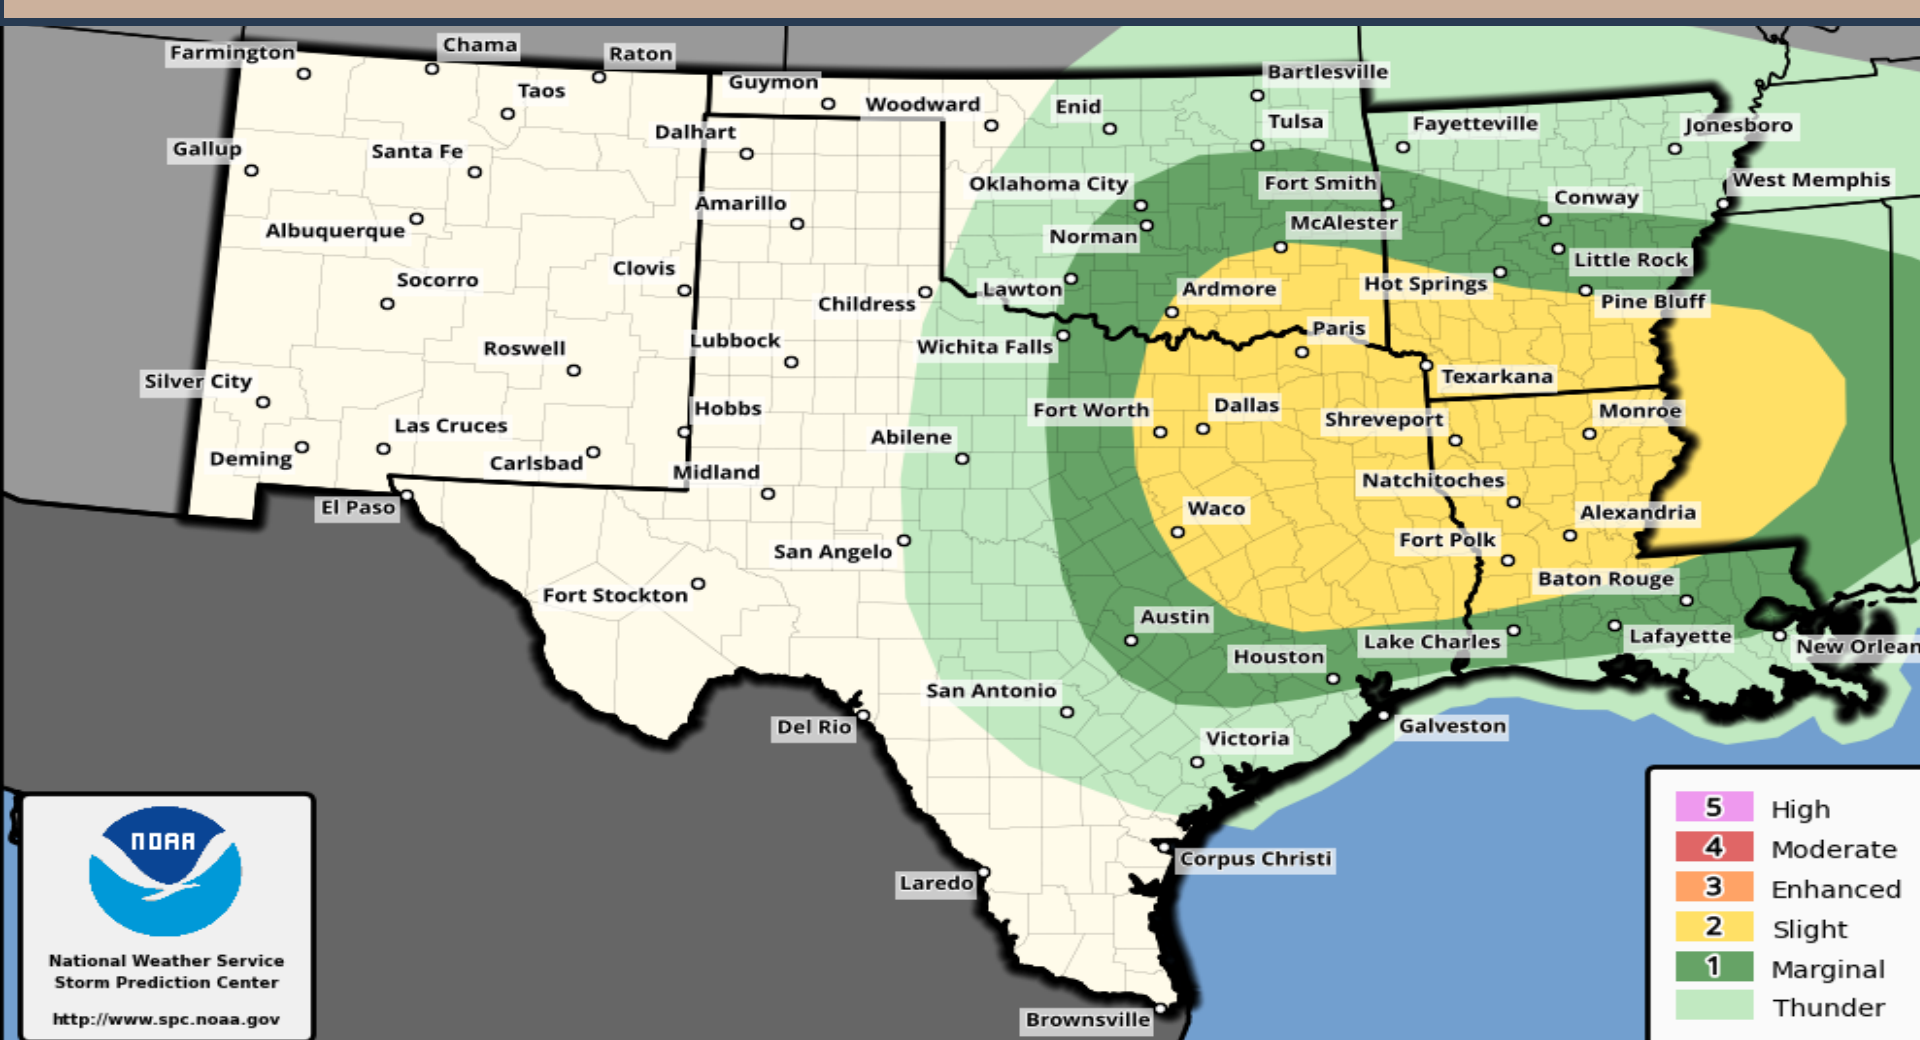 Farmington
Chama
Raton
Taos
Guymon
Woodward
Enid
Bartlesville
Tulsa
Fayetteville
Jonesboro
Gallup
Santa Fe
Dalhart
Oklahoma City
Fort Smith
West Memphis
Conway
Albuquerque
Amarillo
Norman
McAlester
Little Rock
Socorro
Clovis
Childress
Lawton
Ardmore
Hot Springs
Pine Bluff
Roswell
Lubbock
Wichita Falls
Paris
Silver City
Texarkana
Las Cruces
Hobbs
Fort Worth
Dallas
Shreveport
Monroe
Deming
Carlsbad
Midland
Abilene
Natchitoches
El Paso
Waco
Alexandria
San Angelo
Fort Polk
Fort Stockton
Baton Rouge
Austin
Lake Charles
Lafayette
New Orlean
Houston
San Antonio
Del Rio
Victoria
Galveston
Corpus Christi
Laredo
Brownsville
NOAA
National Weather Service
Storm Prediction Center
http://www.spc.noaa.gov
5 High
4 Moderate
3 Enhanced
2 Slight
1 Marginal
Thunder